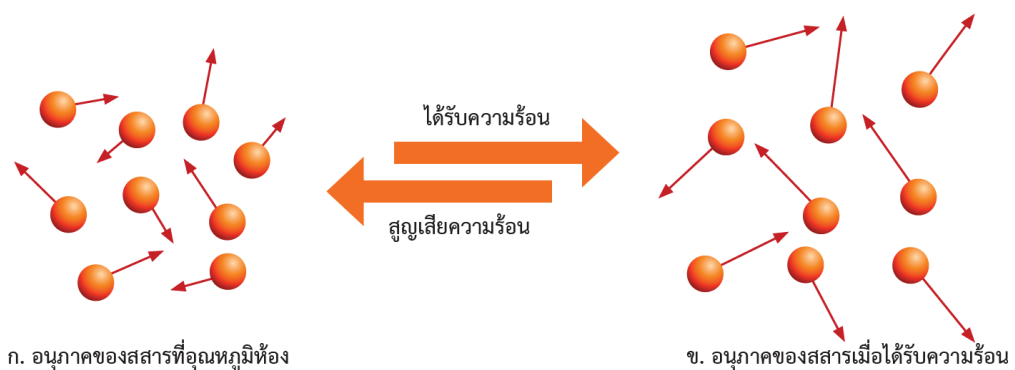 ได้รับความร้อน
สูญเสียความร้อน
ก. อนุภาคของสสารที่อุณหภูมิห้อง
ข. อนุภาคของสสารเมื่อได้รับความร้อน